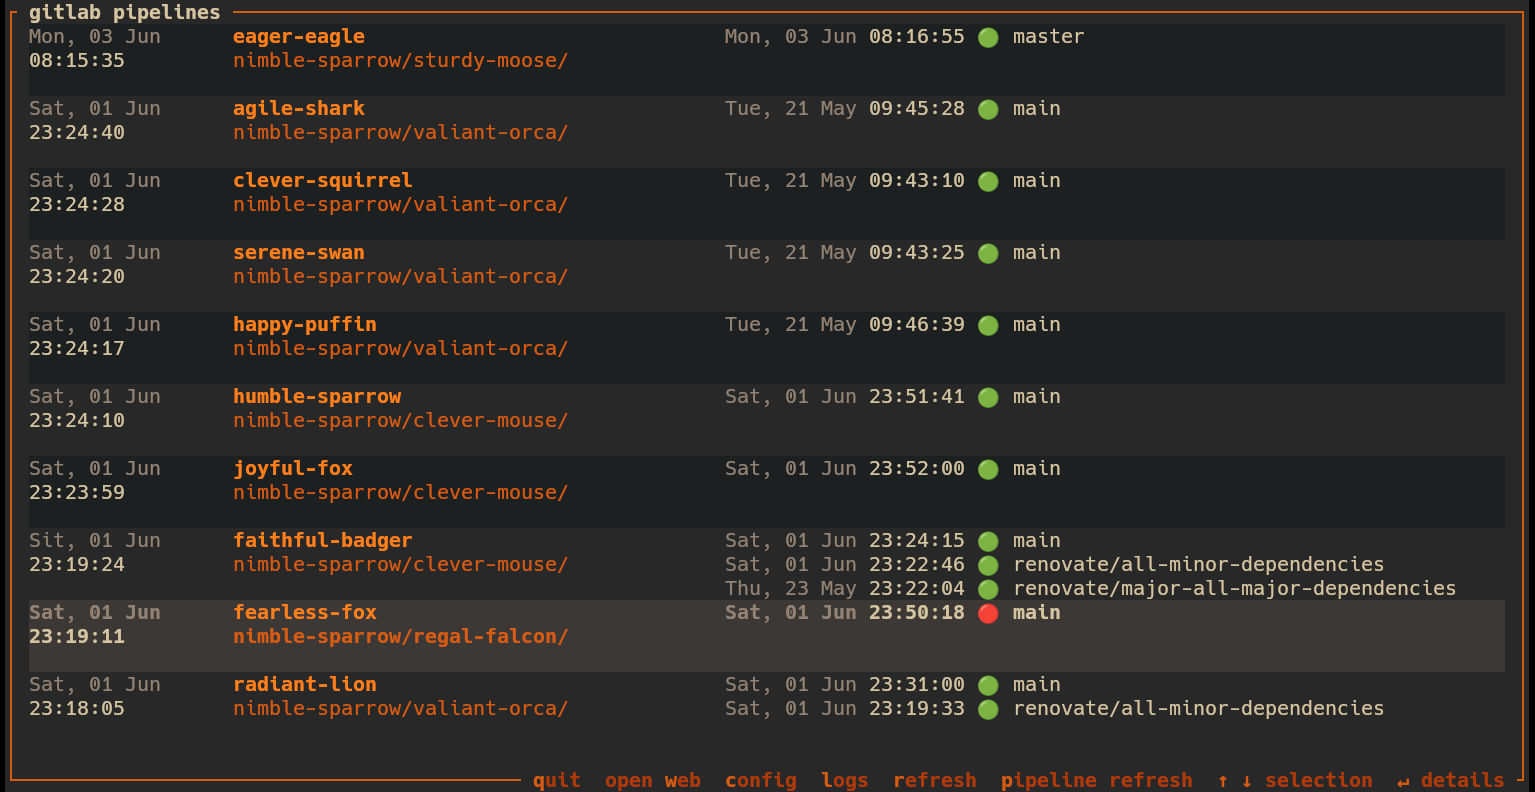 gitlab pipelines
Mon, 03 Jun eager-eagle Mon, 03 Jun 08:16:55 master
08:15:35 nimble-sparrow/sturdy-moose/
Sat, 01 Jun agile-shark Tue, 21 May 09:45:28 main
23:24:40 nimble-sparrow/valiant-orca/
Sat, 01 Jun clever-squirrel Tue, 21 May 09:43:10 main
23:24:28 nimble-sparrow/valiant-orca/
Sat, 01 Jun serene-swan Tue, 21 May 09:43:25 main
23:24:20 nimble-sparrow/valiant-orca/
Sat, 01 Jun happy-puffin Tue, 21 May 09:46:39 main
23:24:17 nimble-sparrow/valiant-orca/
Sat, 01 Jun humble-sparrow Sat, 01 Jun 23:51:41 main
23:24:10 nimble-sparrow/clever-mouse/
Sat, 01 Jun joyful-fox Sat, 01 Jun 23:52:00 main
23:23:59 nimble-sparrow/clever-mouse/
Sit, 01 Jun faithful-badger Sat, 01 Jun 23:24:15 main
23:19:24 nimble-sparrow/clever-mouse/ Sat, 01 Jun 23:22:46 renovate/all-minor-dependencies
Thu, 23 May 23:22:04 renovate/major-all-major-dependencies
Sat, 01 Jun fearless-fox Sat, 01 Jun 23:50:18 main
23:19:11 nimble-sparrow/regal-falcon/
Sat, 01 Jun radiant-lion Sat, 01 Jun 23:31:00 main
23:18:05 nimble-sparrow/valiant-orca/ Sat, 01 Jun 23:19:33 renovate/all-minor-dependencies
quit open web config logs refresh pipeline refresh ↑ ↓ selection ↵ details